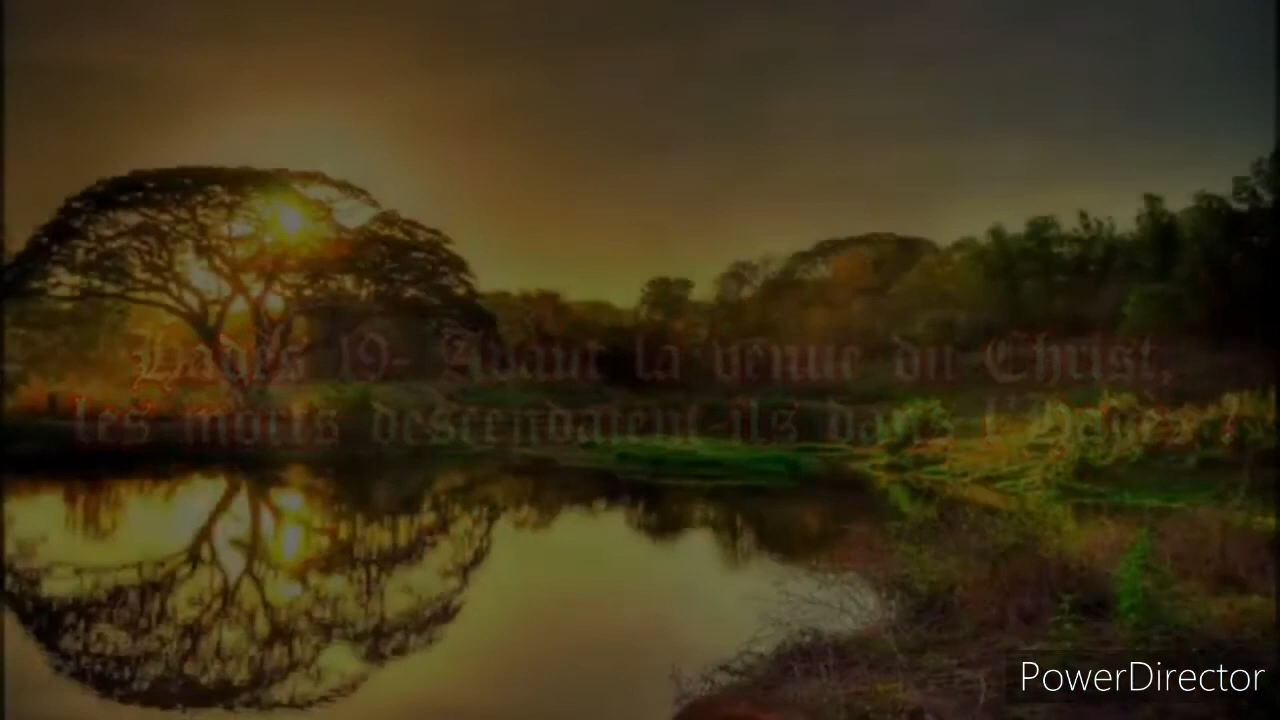 Hadès 19- Avant la venue du Christ,
les morts descendaient-ils dans l'Hadès ?
PowerDirector